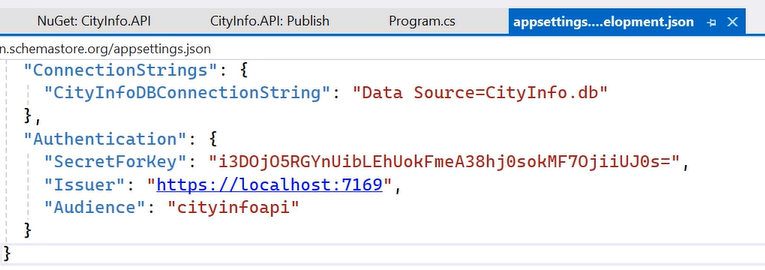 NuGet: CityInfo.API CityInfo.API: Publish Program.cs appsettings....elopment.json
n.schemastore.org/appsettings.json
"ConnectionStrings": {
"CityInfoDBConnectionString": "Data Source=CityInfo.db"
},
"Authentication": {
"SecretForKey": "i3DOjO5RGYnUibLEhUokFmeA38hj0sokMF7OjiiUJ0s=",
"Issuer": "https://localhost:7169",
"Audience": "cityinfoapi"
}
}